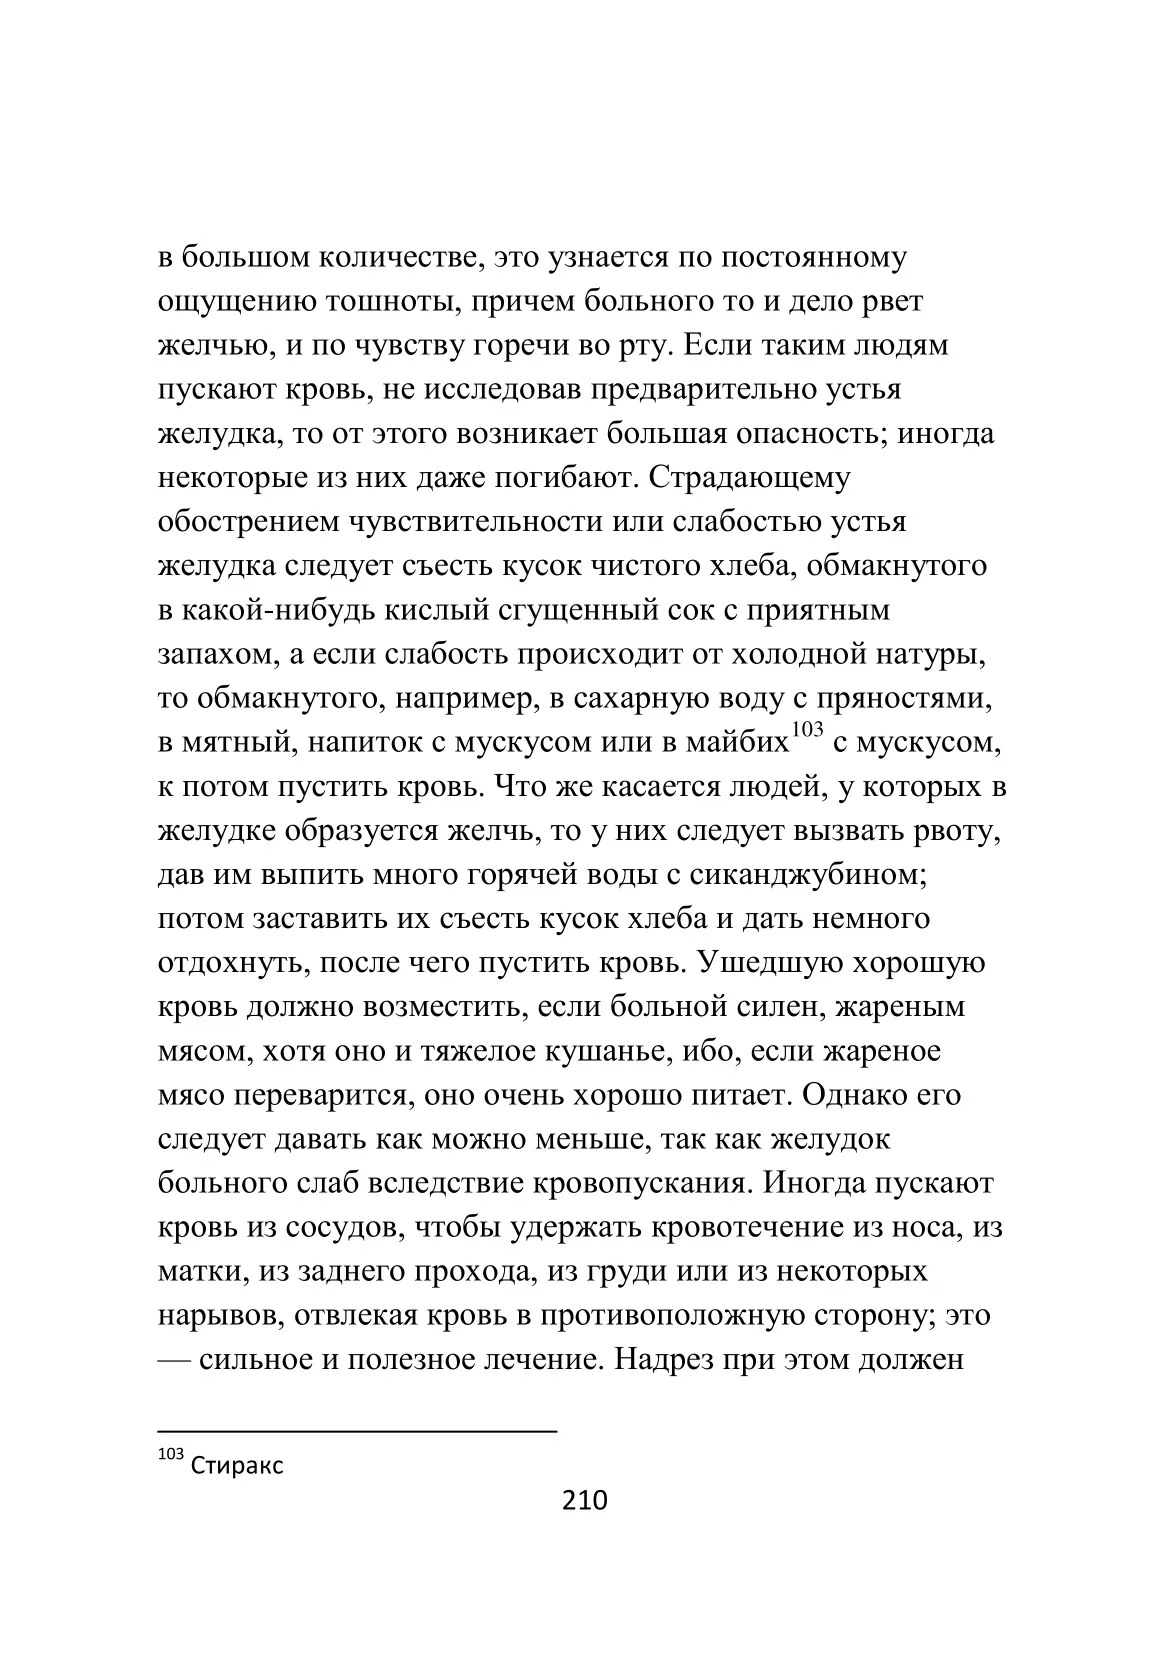 в большом количестве, это узнается по постоянному
ощущению тошноты, причем больного то и дело рвет
желчью, и по чувству горечи во рту. Если таким людям
пускают кровь, не исследовав предварительно устья
желудка, то от этого возникает большая опасность; иногда
некоторые из них даже погибают. Страдающему
обострением чувствительности или слабостью устья
желудка следует съесть кусок чистого хлеба, обмакнутого
в какой-нибудь кислый сгущенный сок с приятным
запахом, а если слабость происходит от холодной натуры,
то обмакнутого, например, в сахарную воду с пряностями,
в мятный, напиток с мускусом или в майбих103 с мускусом,
к потом пустить кровь. Что же касается людей, у которых в
желудке образуется желчь, то у них следует вызвать рвоту,
дав им выпить много горячей воды с сиканджубином;
потом заставить их съесть кусок хлеба и дать немного
отдохнуть, после чего пустить кровь. Ушедшую хорошую
кровь должно возместить, если больной силен, жареным
мясом, хотя оно и тяжелое кушанье, ибо, если жареное
мясо переварится, оно очень хорошо питает. Однако его
следует давать как можно меньше, так как желудок
больного слаб вследствие кровопускания. Иногда пускают
кровь из сосудов, чтобы удержать кровотечение из носа, из
матки, из заднего прохода, из груди или из некоторых
нарывов, отвлекая кровь в противоположную сторону; это
— сильное и полезное лечение. Надрез при этом должен
103 Стиракс
210